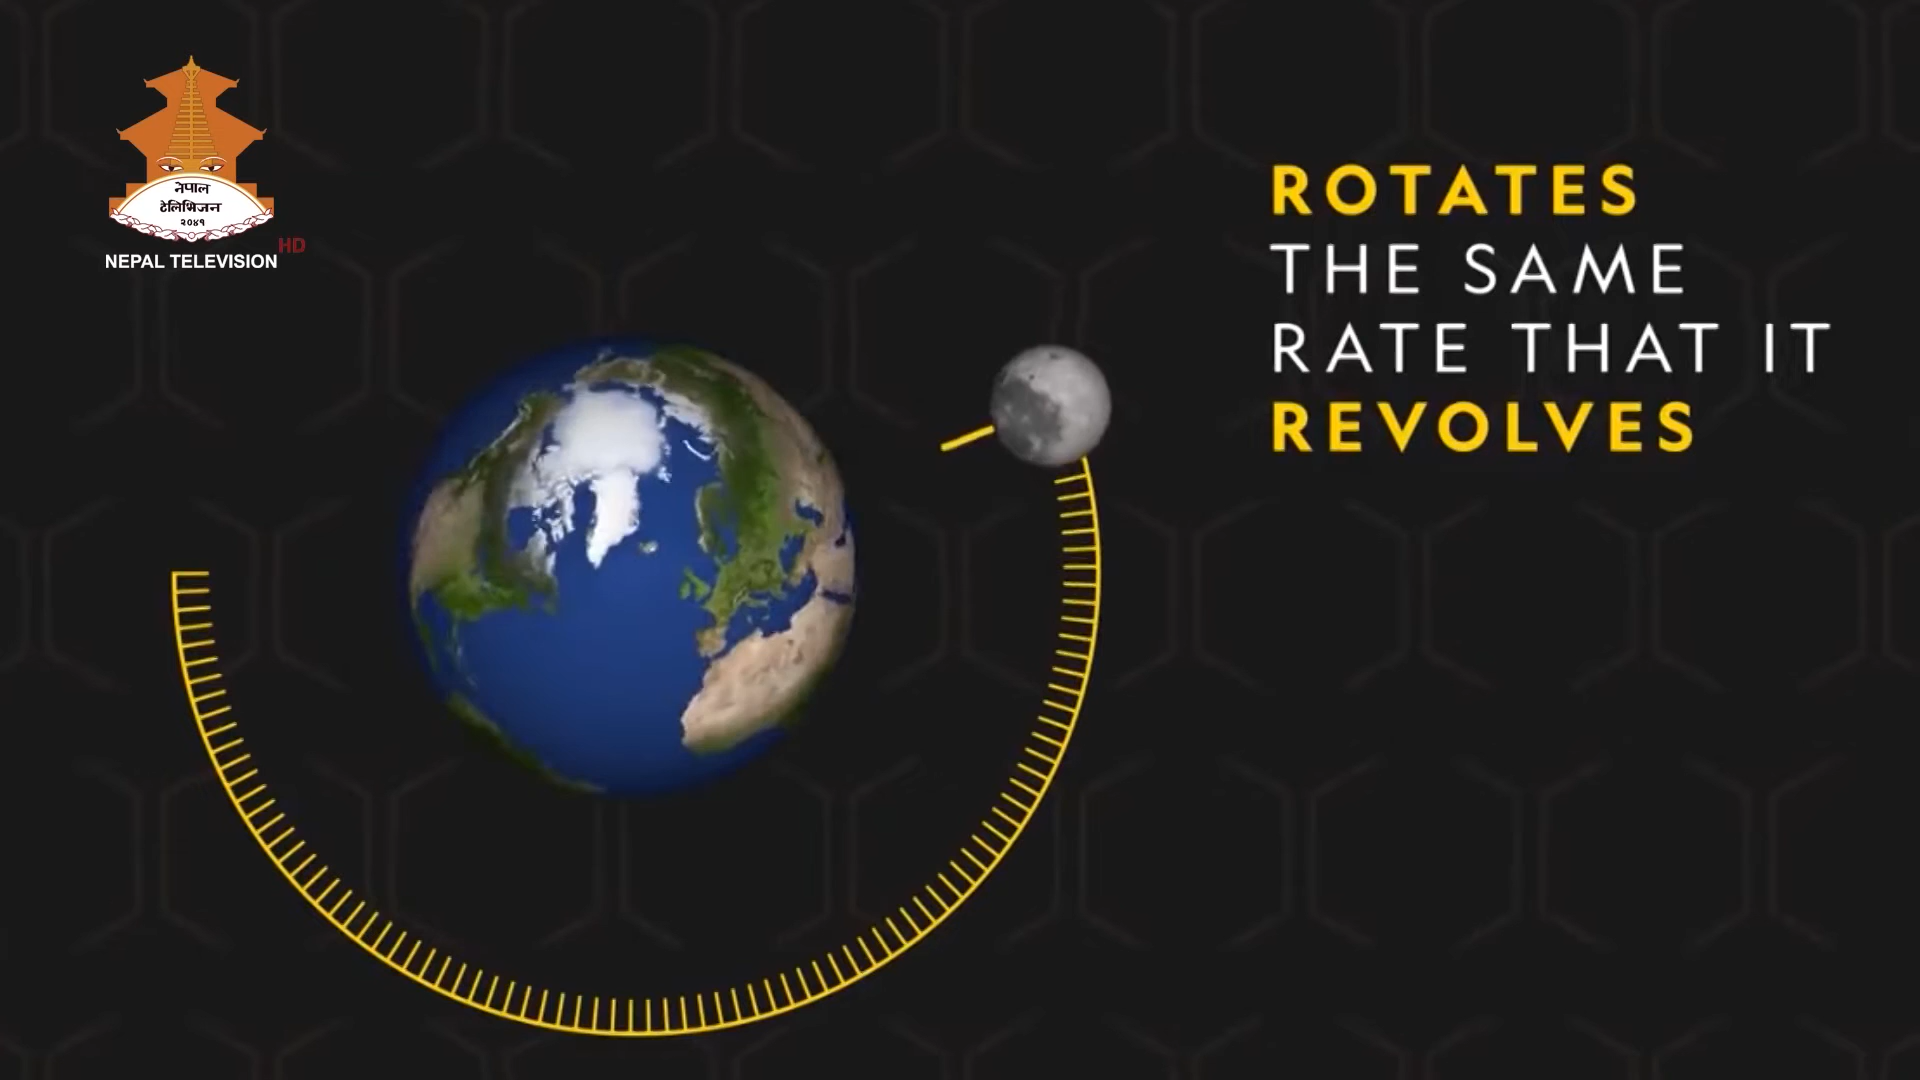 नेपाल
टेलिभिजन
२०४१
NEPAL TELEVISION HD
ROTATES
THE SAME
RATE THAT IT
REVOLVES